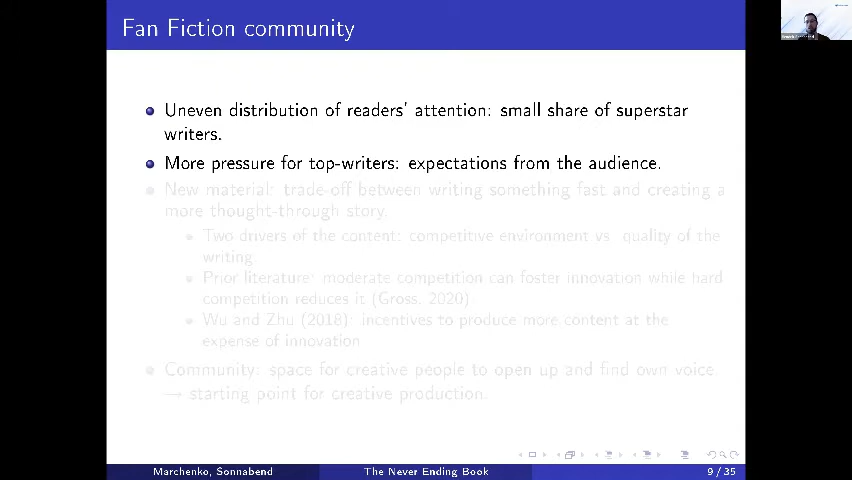 Fan Fiction community
Uneven distribution of readers' attention: small share of superstar
writers.
More pressure for top-writers: expectations from the audience.
New material: trade-off between writing something fast and creating a
more thought-through story.
Two drivers of the content: competitive environment vs. quality of the
writing
Prior literature: moderate competition can foster innovation while hard
competition reduces it (Gross, 2020)
Wu and Zhu (2018): Incentives to produce more content at the
expense of innovation
Community: space for creative people to open up and find own voice
→ starting point for creative production.
Marchenko, Sonnabend
The Never Ending Book
9 / 35